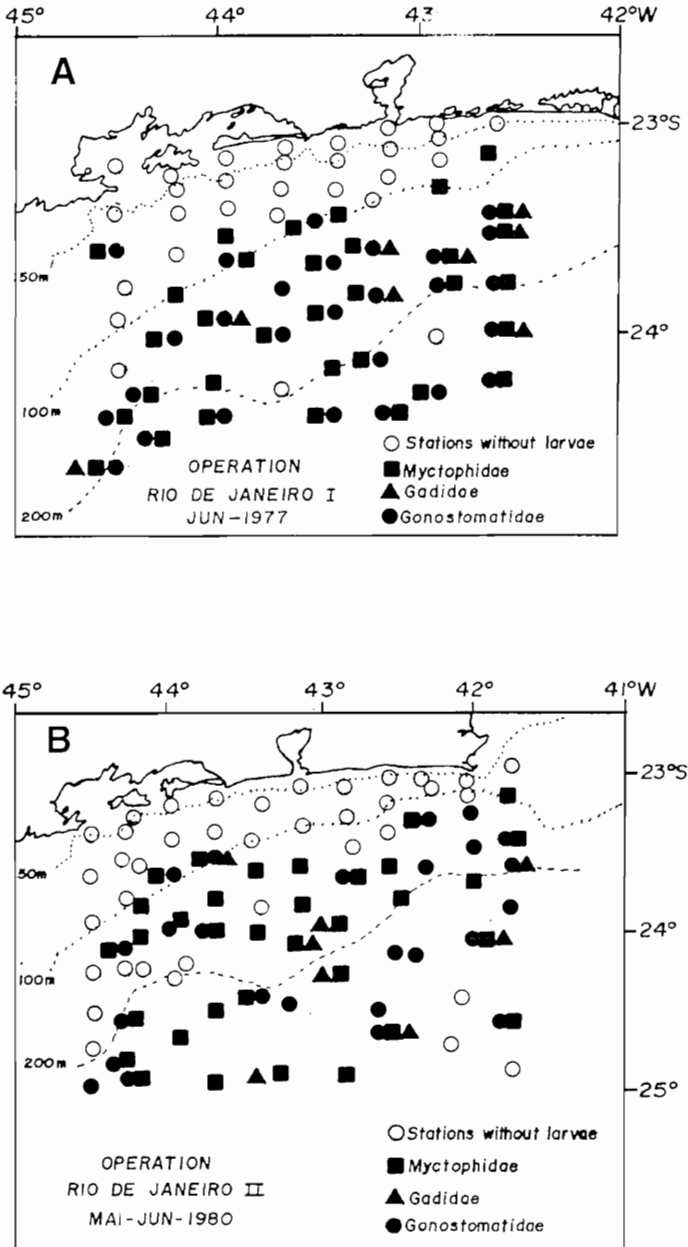 45° 44° 43° 42°W
A
23°S
50m
24°
100m
200m
OPERATION
RIO DE JANEIRO I
JUN-1977
Stations without larvae
Myctophidae
Gadidae
Gonostomatidae
45° 44° 43° 42° 41°W
B
23°S
50m
24°
100m
200m
25°
OPERATION
RIO DE JANEIRO II
MAI-JUN-1980
Stations without larvae
Myctophidae
Gadidae
Gonostomatidae